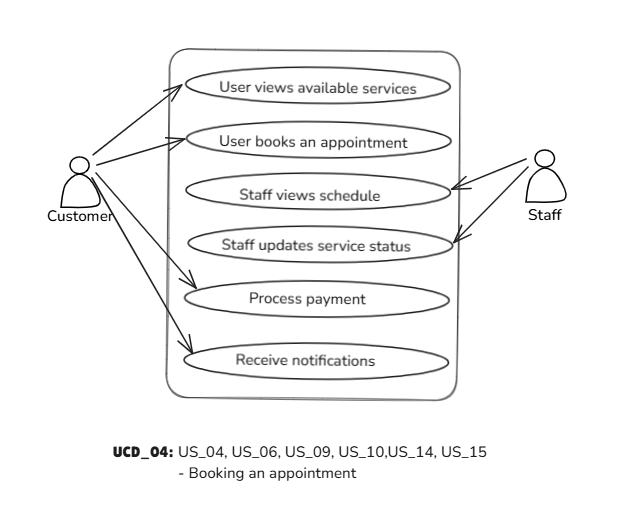 User views available services
User books an appointment
Staff views schedule
Customer
Staff
Staff updates service status
Process payment
Receive notifications
UCD_04: US_04, US_06, US_09, US_10,US_14, US_15
- Booking an appointment